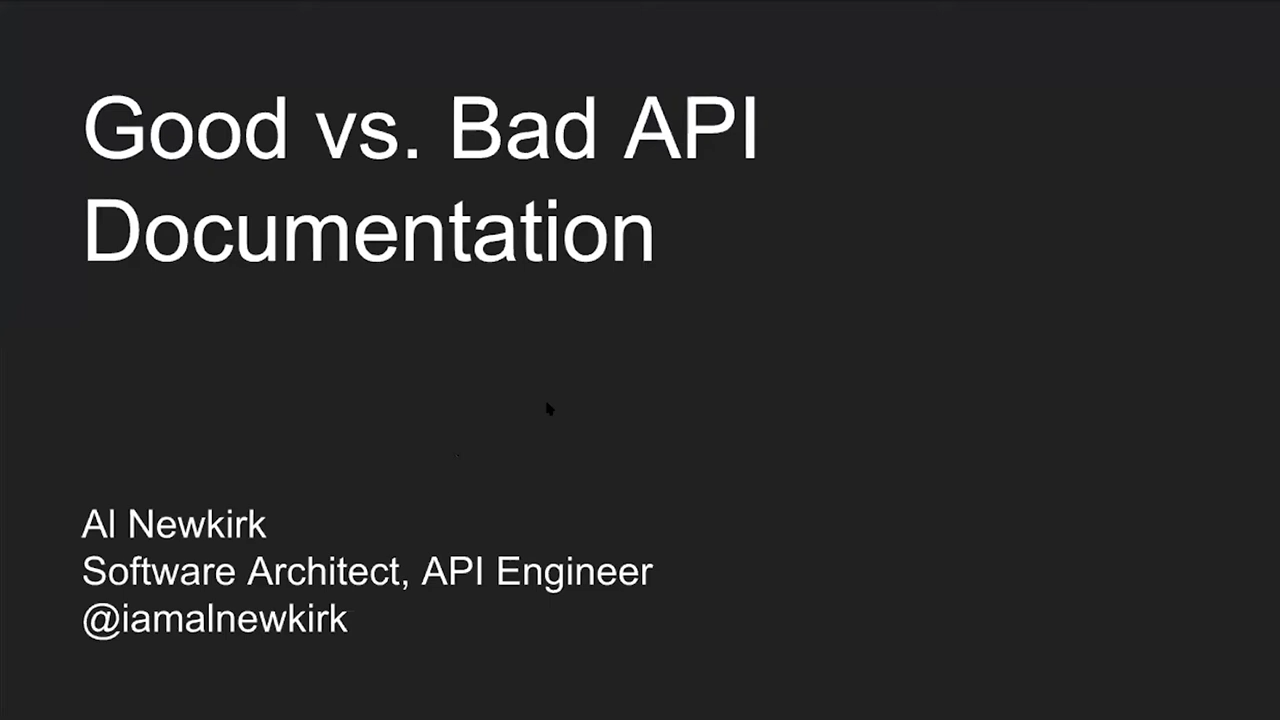 Good vs. Bad API
Documentation
Al Newkirk
Software Architect, API Engineer
@iamalnewkirk